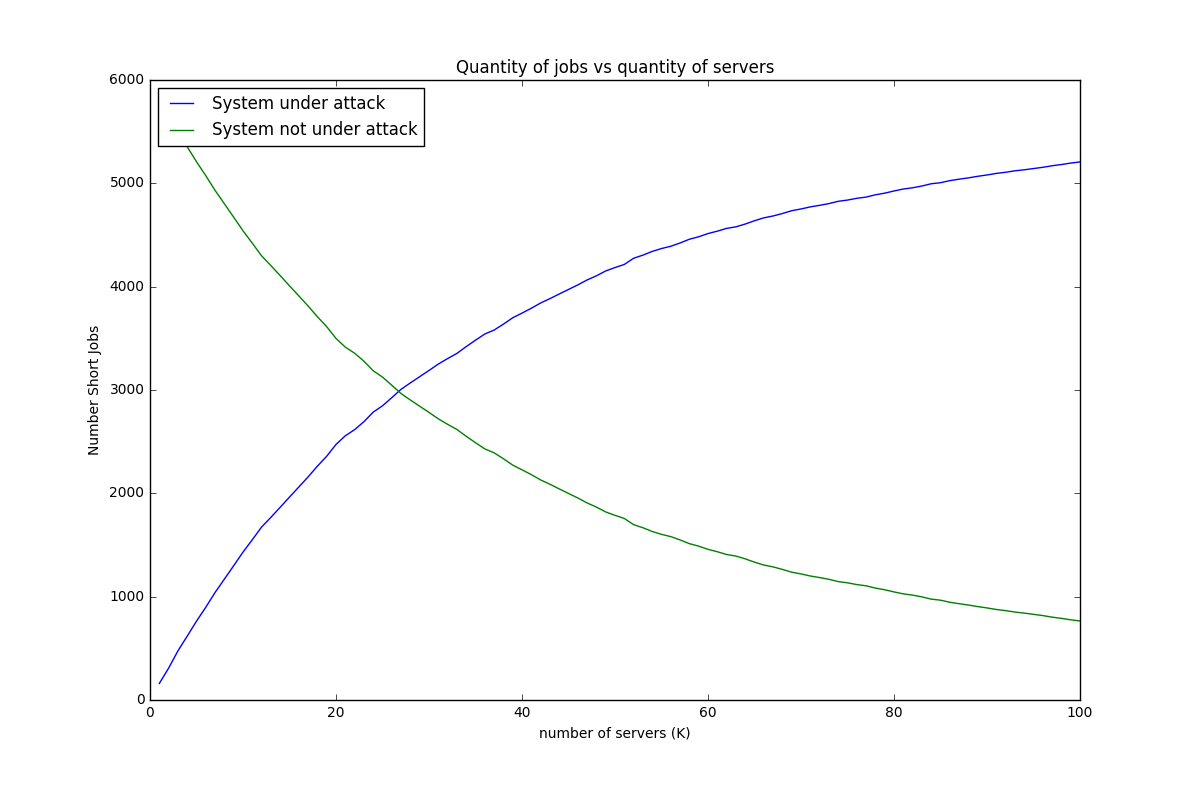 Quantity of jobs vs quantity of servers
6000
System under attack
System not under attack
5000
4000
3000
2000
1000
0
Number Short Jobs
0 20 40 60 80 100
number of servers (K)